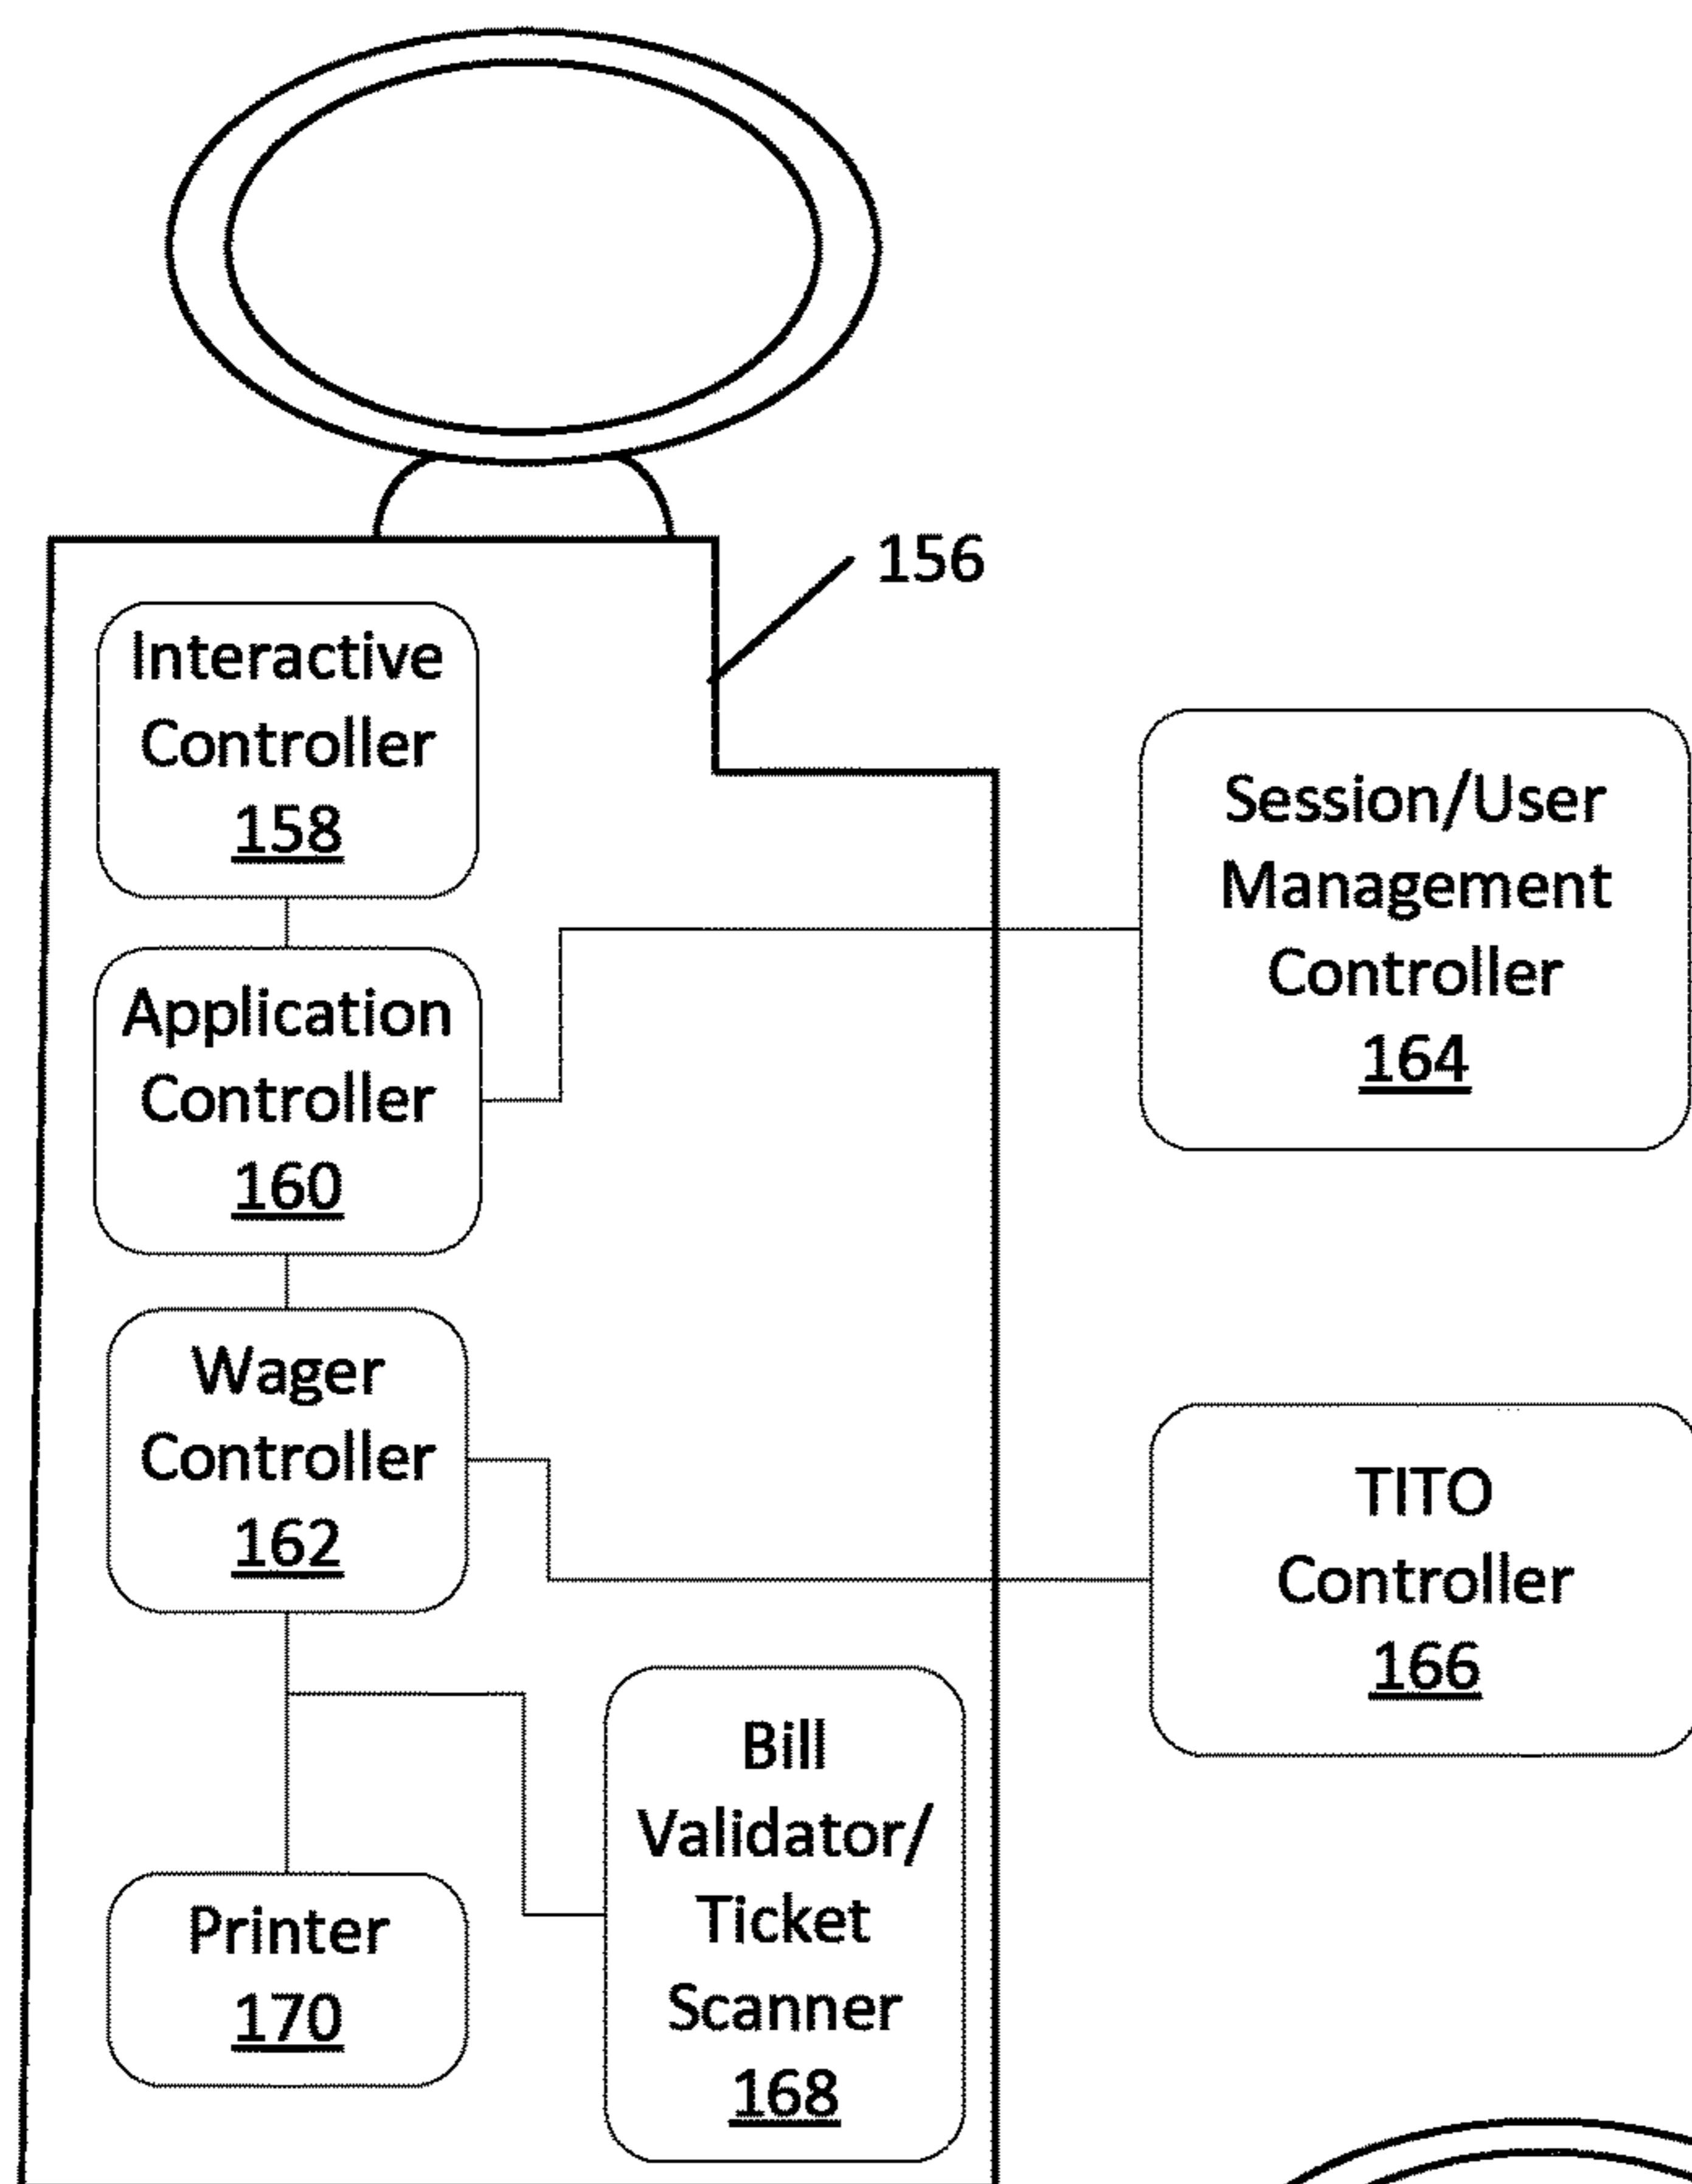 156
Interactive
Controller
158
Session/User
Management
Controller
164
Application
Controller
160
Wager
Controller
162
TITO
Controller
166
Bill
Validator/
Ticket
Scanner
168
Printer
170